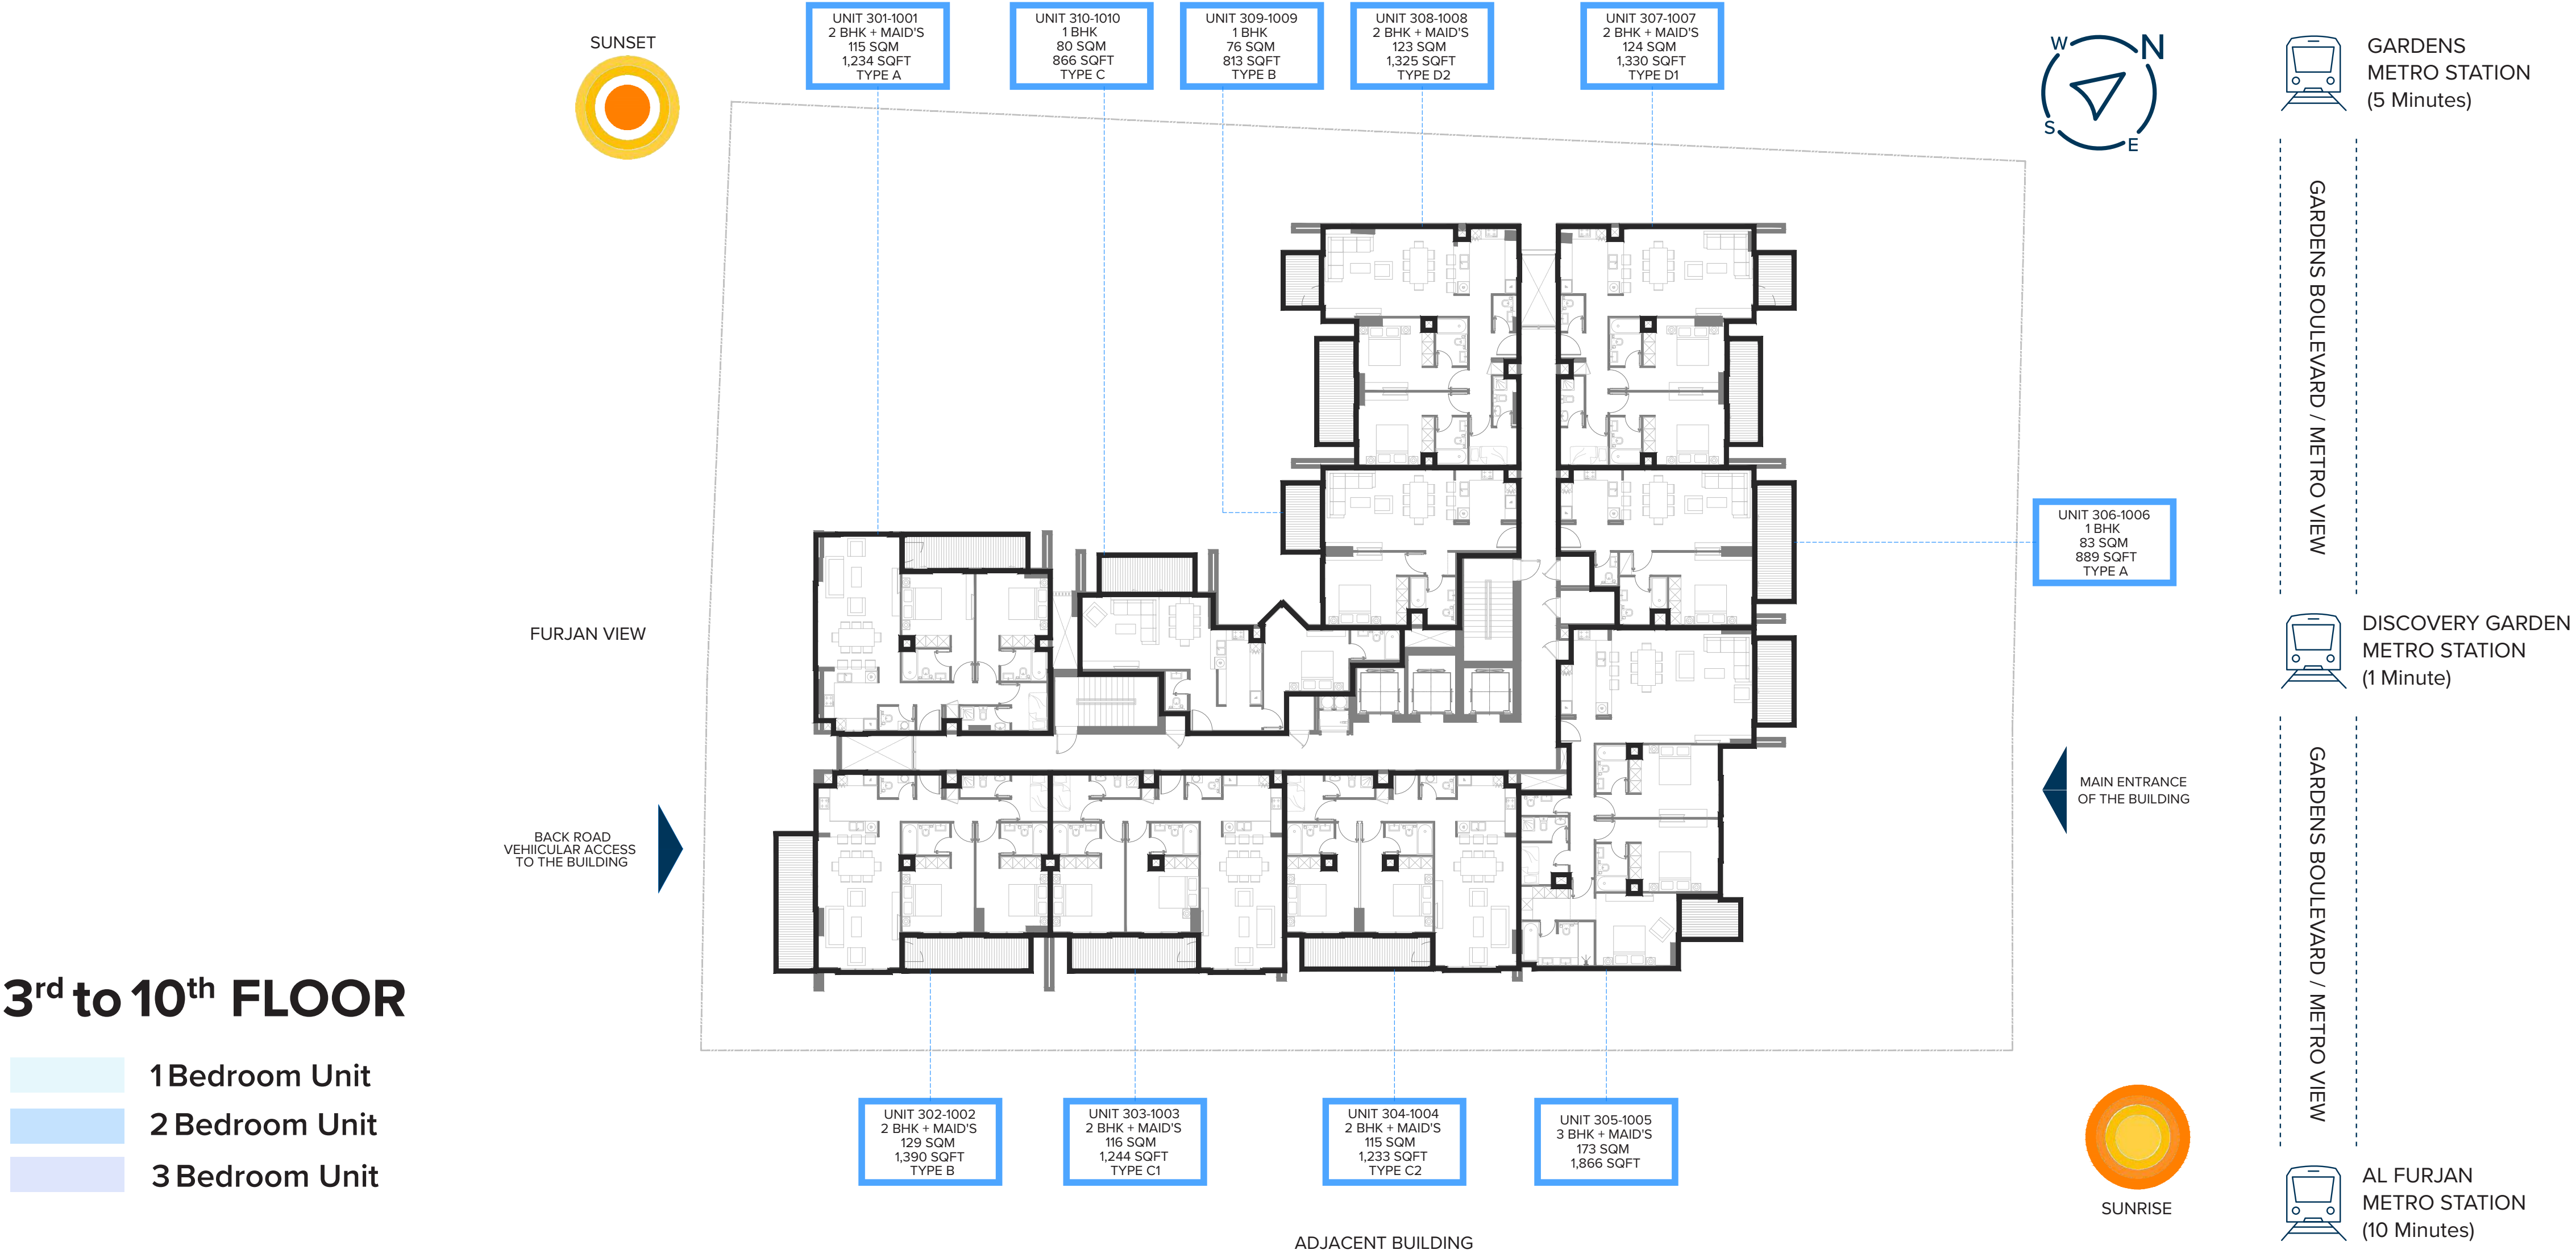 SUNSET
UNIT 301-1001
2 BHK + MAID'S
115 SQM
1,234 SQFT
TYPE A
UNIT 310-1010
1 BHK
80 SQM
866 SQFT
TYPE C
UNIT 309-1009
1 BHK
76 SQM
813 SQFT
TYPE B
UNIT 308-1008
2 BHK + MAID'S
123 SQM
1,325 SQFT
TYPE D2
UNIT 307-1007
2 BHK + MAID'S
124 SQM
1,330 SQFT
TYPE D1
W
N
S
E
GARDENS
METRO STATION
(5 Minutes)
GARDENS BOULEVARD / METRO VIEW
UNIT 306-1006
1 BHK
83 SQM
889 SQFT
TYPE A
FURJAN VIEW
DISCOVERY GARDEN
METRO STATION
(1 Minute)
MAIN ENTRANCE
OF THE BUILDING
BACK ROAD
VEHIICULAR ACCESS
TO THE BUILDING
GARDENS BOULEVARD / METRO VIEW
3rd to 10th FLOOR
1 Bedroom Unit
2 Bedroom Unit
3 Bedroom Unit
UNIT 302-1002
2 BHK + MAID'S
129 SQM
1,390 SQFT
TYPE B
UNIT 303-1003
2 BHK + MAID'S
116 SQM
1,244 SQFT
TYPE C1
UNIT 304-1004
2 BHK + MAID'S
115 SQM
1,233 SQFT
TYPE C2
UNIT 305-1005
3 BHK + MAID'S
173 SQM
1,866 SQFT
SUNRISE
AL FURJAN
METRO STATION
(10 Minutes)
ADJACENT BUILDING